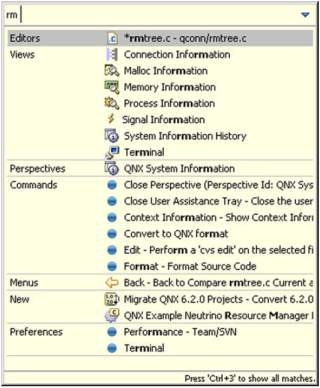 rm
Editors *rmtree.c - qconn/rmtree.c
Views Connection Information
Malloc Information
Memory Information
Process Information
Signal Information
System Information History
Terminal
Perspectives QNX System Information
Commands Close Perspective (Perspective Id: QNX Sys
Close User Assistance Tray - Close the user
Context Information - Show Context Infor
Convert to QNX format
Edit - Perform a 'cvs edit' on the selected fi
Format - Format Source Code
Menus Back - Back to Compare rmtree.c Current a
New Migrate QNX 6.2.0 Projects - Convert 6.2.0
QNX Example Neutrino Resource Manager
Preferences Performance - Team/SVN
Terminal
Press 'Ctrl+3' to show all matches.